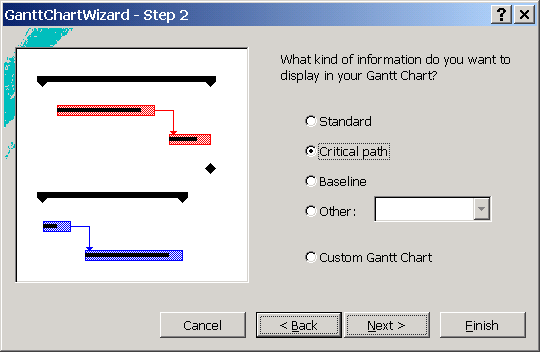 GanttChartWizard - Step 2
What kind of information do you want to
display in your Gantt Chart?
Standard
Critical path
Baseline
Other:
Custom Gantt Chart
Cancel
< Back
Next >
Finish